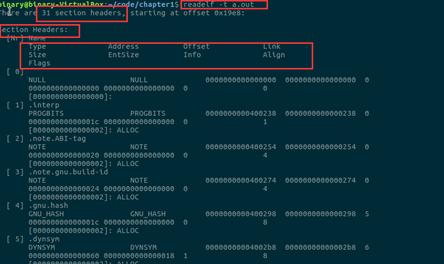 binary@binary-VirtualBox:~/code/chapter1$ readelf -t a.out
There are 31 section headers, starting at offset 0x19e8:
ection Headers:
[Nr] Name
Type Address Offset Link
Size EntSize Info Align
Flags
[ 0]
NULL NULL 0000000000000000 0000000000000000 0
0000000000000000 0000000000000000 0 0
[0000000000000000]:
[ 1] .interp
PROGBITS PROGBITS 0000000000400238 0000000000000238 0
000000000000001c 0000000000000000 0 1
[0000000000000002]: ALLOC
[ 2] .note.ABI-tag
NOTE NOTE 0000000000400254 0000000000000254 0
0000000000000020 0000000000000000 0 4
[0000000000000002]: ALLOC
[ 3] .note.gnu.build-id
NOTE NOTE 0000000000400274 0000000000000274 0
0000000000000024 0000000000000000 0 4
[0000000000000002]: ALLOC
[ 4] .gnu.hash
GNU_HASH GNU_HASH 0000000000400298 0000000000000298 5
000000000000001c 0000000000000000 0 8
[0000000000000002]: ALLOC
[ 5] .dynsym
DYNSYM DYNSYM 00000000004002b8 00000000000002b8 6
0000000000000060 0000000000000018 1 8
[0000000000000002]: ALLOC